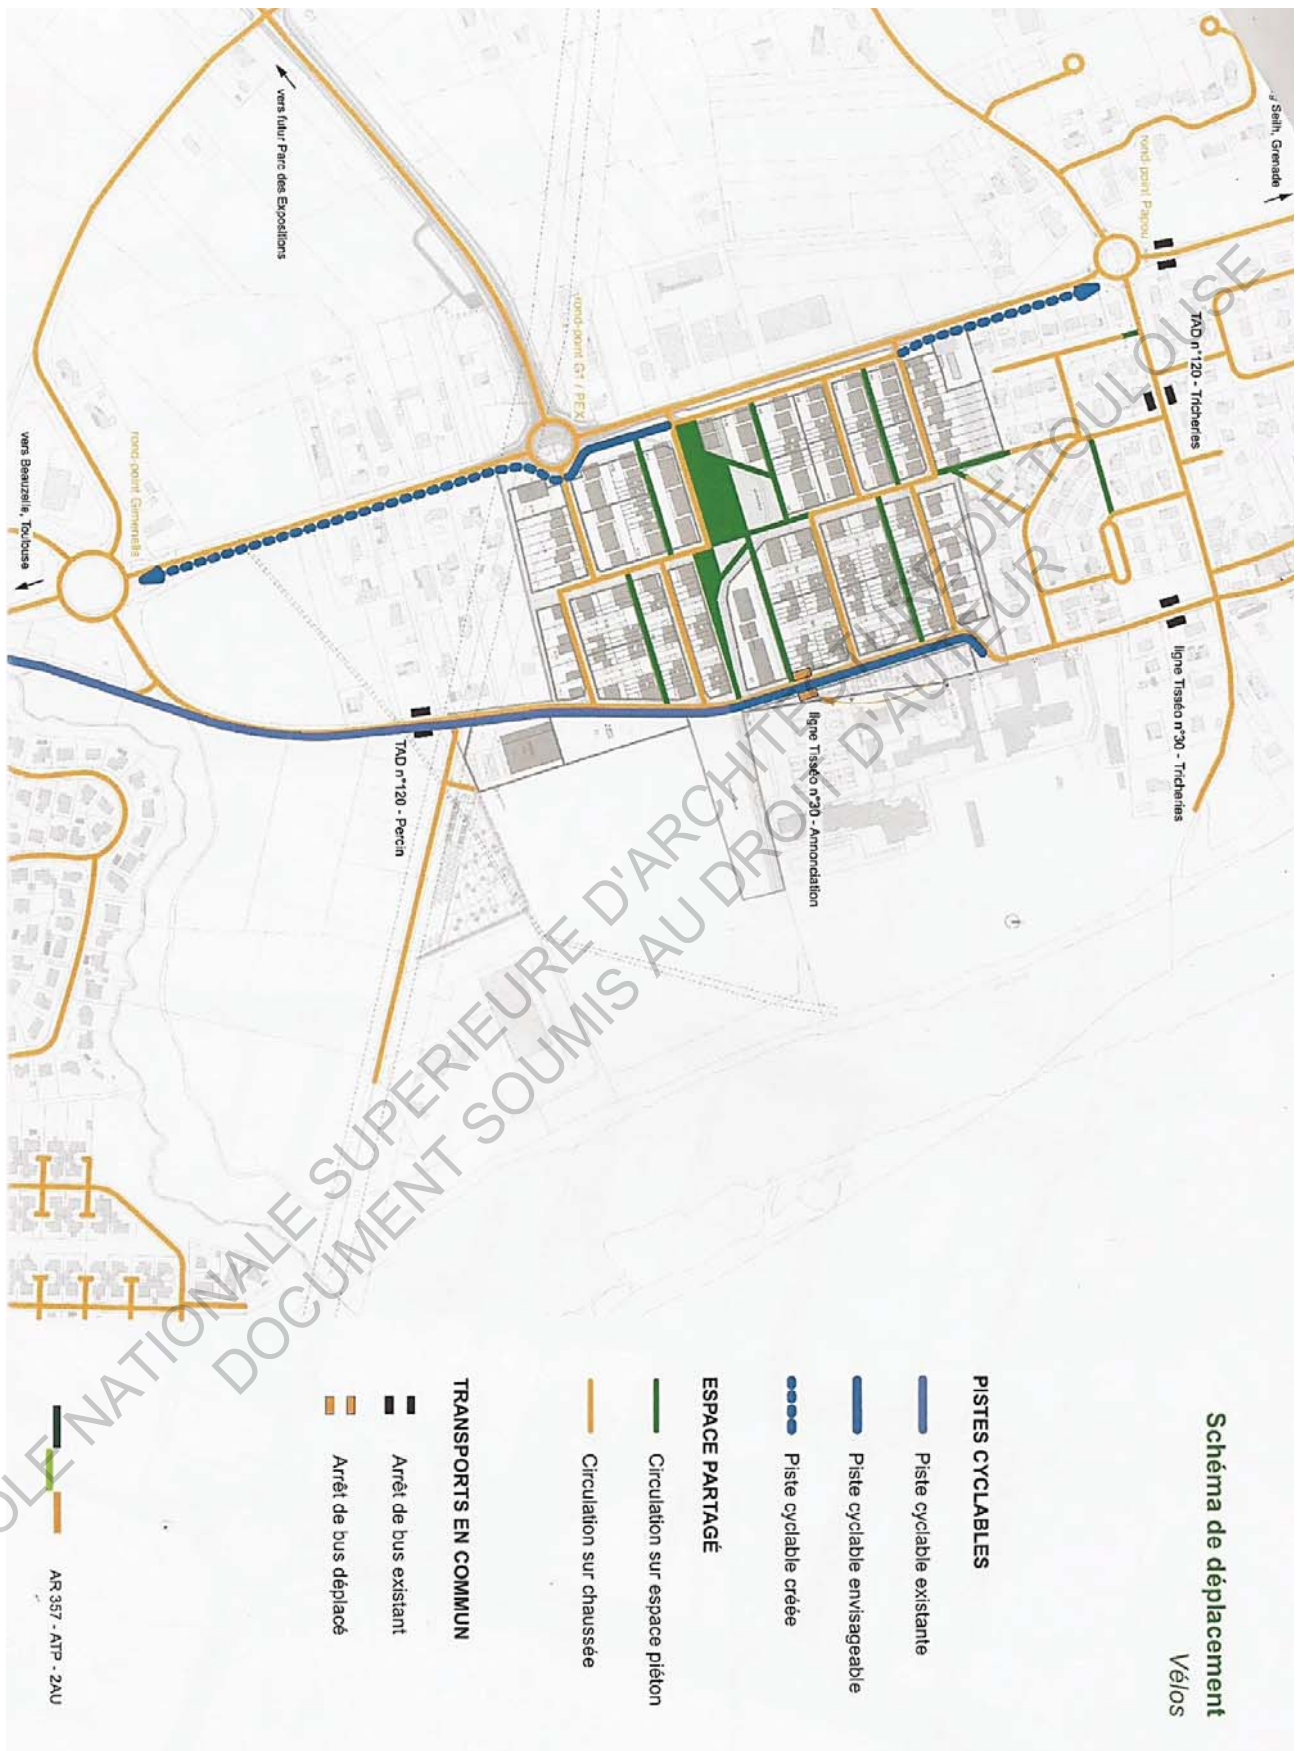 Schéma de déplacement
Vélos
PISTES CYCLABLES
Piste cyclable existante
Piste cyclable envisageable
Piste cyclable créée
ESPACE PARTAGÉ
Circulation sur espace piéton
Circulation sur chaussée
TRANSPORTS EN COMMUN
Arrêt de bus existant
Arrêt de bus déplacé
AR 357 - ATP - 2AU
Seilh, Grenade
rond-point Papou
TAD n°120 - Tricheries
ligne Tisséo n°30 - Tricheries
vers futur Parc des Expositions
rond-point G1 / PEX
ligne Tisséo n°30 - Annonciation
rond-point Gimenells
vers Beauzelle, Toulouse
TAD n°120 - Percin
NATIONALE SUPERIEURE D'ARCHITECTURE DE TOULOUSE
DOCUMENT SOUMIS AU DROIT D'AUTEUR